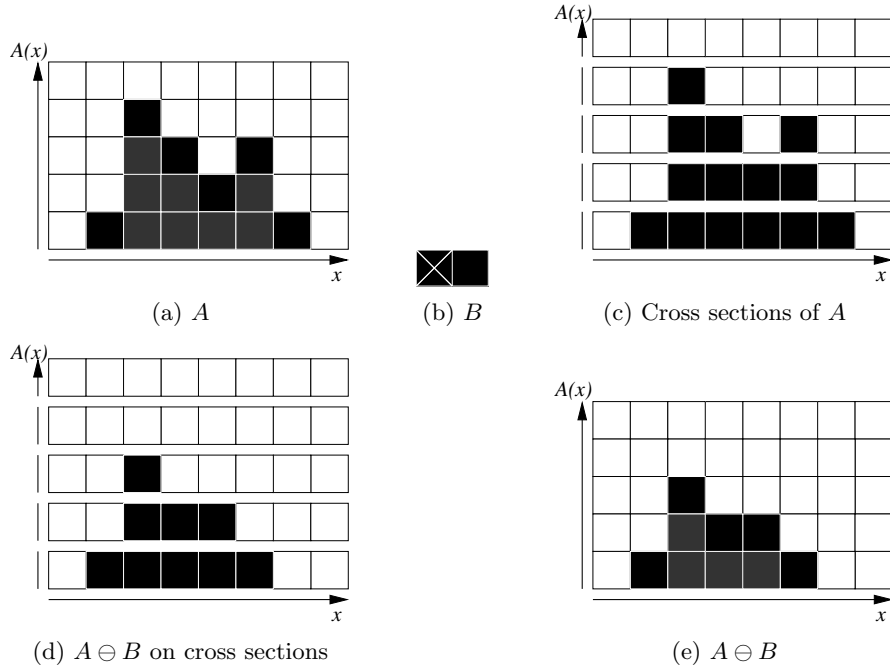 A(x)
x
(a) A
(b) B
A(x)
x
(c) Cross sections of A
A(x)
x
(d) A ⊖ B on cross sections
A(x)
x
(e) A ⊖ B